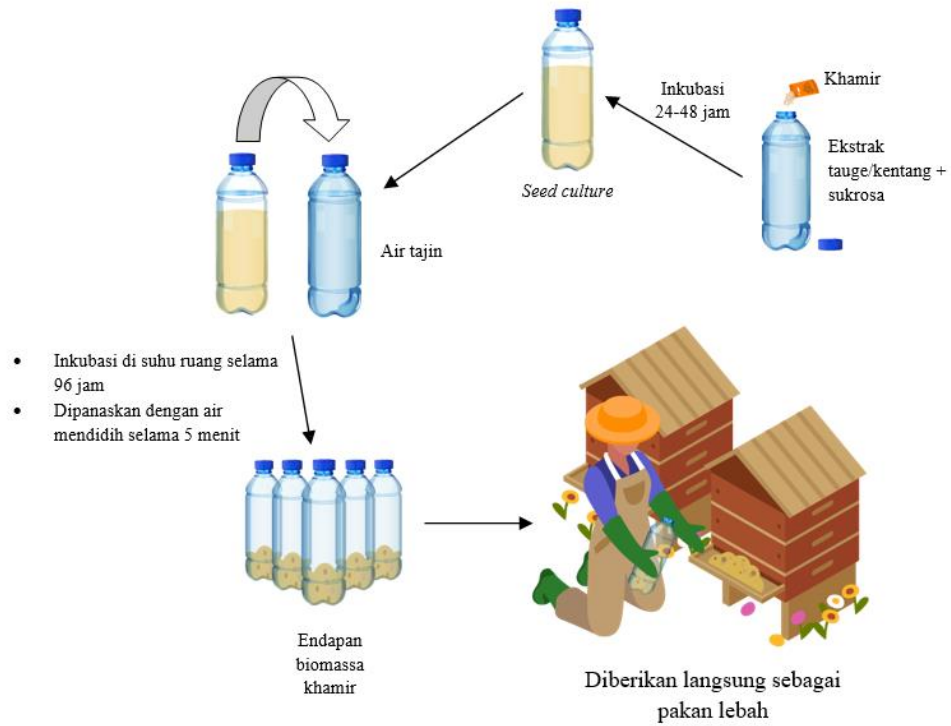 Khamir
Ekstrak
tauge/kentang +
sukrosa
Inkubasi
24-48 jam
Seed culture
Air tajin
• Inkubasi di suhu ruang selama
96 jam
• Dipanaskan dengan air
mendidih selama 5 menit
Endapan
biomassa
khamir
Diberikan langsung sebagai
pakan lebah